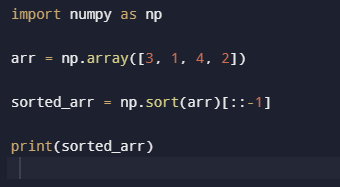 import numpy as np
arr = np.array([3, 1, 4, 2])
sorted_arr = np.sort(arr)[::-1]
print(sorted_arr)